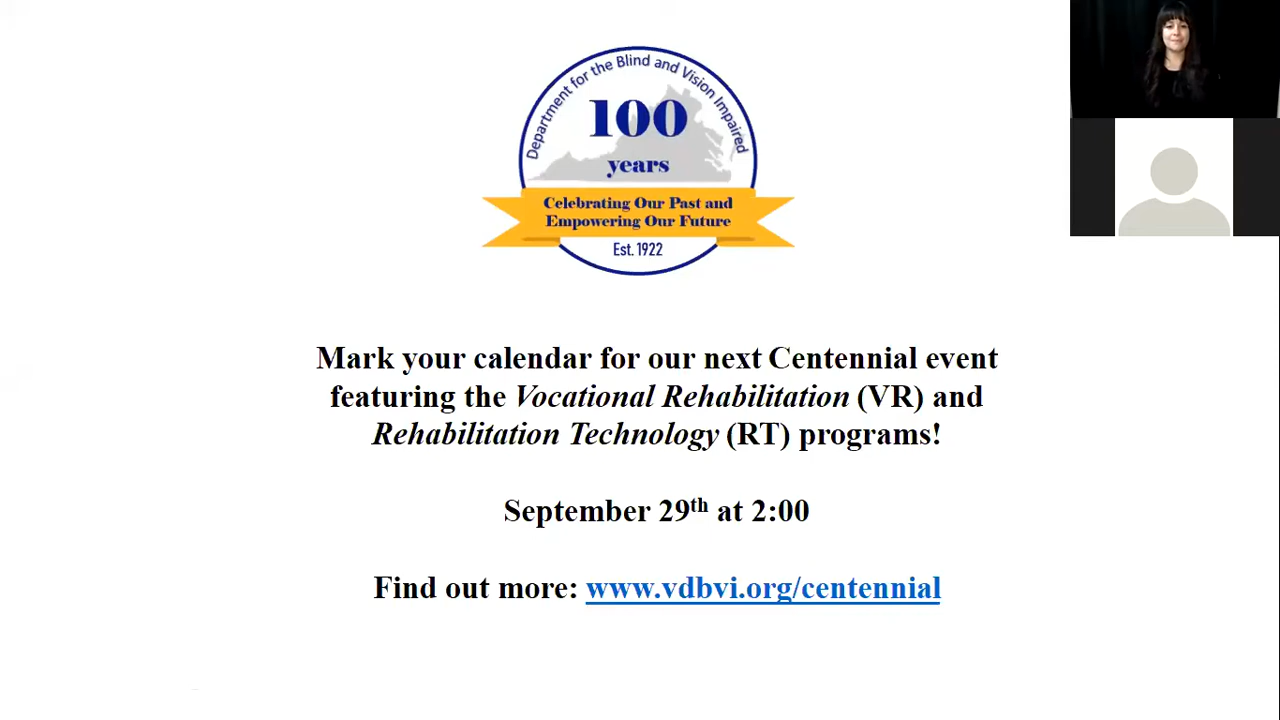 Department for the Blind and Vision Impaired
100
years
Celebrating Our Past and
Empowering Our Future
Est. 1922
Mark your calendar for our next Centennial event
featuring the Vocational Rehabilitation (VR) and
Rehabilitation Technology (RT) programs!
September 29th at 2:00
Find out more: www.vdbvi.org/centennial